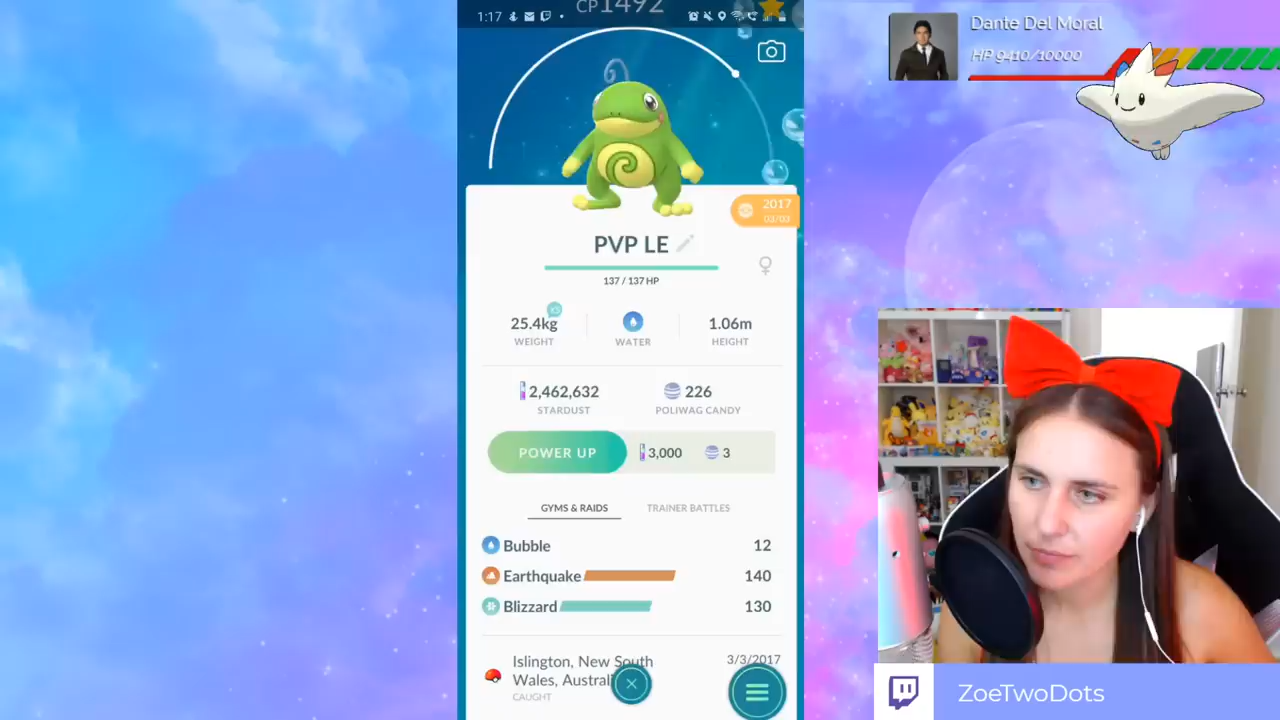 1:17
CP1492
Dante Del Moral
HP 9410/10000
2017
03/03
PVP LE
137 / 137 HP
XS
25.4kg
WEIGHT
WATER
1.06m
HEIGHT
2,462,632
STARDUST
226
POLIWAG CANDY
POWER UP
3,000
3
GYMS & RAIDS
TRAINER BATTLES
Bubble 12
Earthquake 140
Blizzard 130
Islington, New South
Wales, Australi
3/3/2017
CAUGHT
ZoeTwoDots